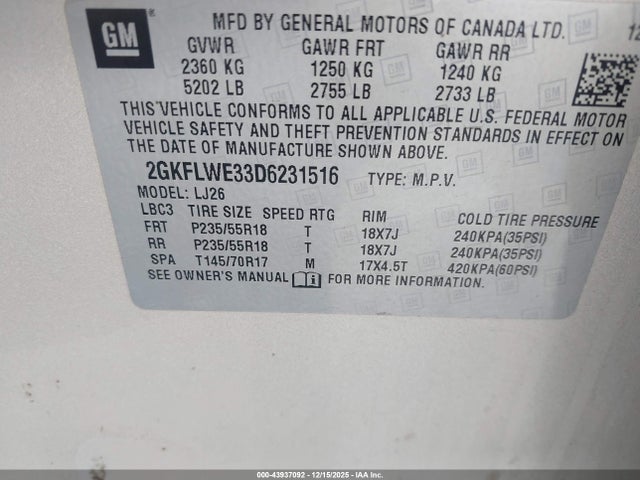 GM
MFD BY GENERAL MOTORS OF CANADA LTD. 12
GVWR GAWR FRT GAWR RR
2360 KG 1250 KG 1240 KG
5202 LB 2755 LB 2733 LB
THIS VEHICLE CONFORMS TO ALL APPLICABLE U.S. FEDERAL MOTOR
VEHICLE SAFETY AND THEFT PREVENTION STANDARDS IN EFFECT ON
THE DATE OF MANUFACTURE SHOWN ABOVE.
2GKFLWE33D6231516 TYPE: M.P.V.
MODEL: LJ26
LBC3 TIRE SIZE SPEED RTG RIM COLD TIRE PRESSURE
FRT P235/55R18 T 18X7J 240KPA(35PSI)
RR P235/55R18 T 18X7J 240KPA(35PSI)
SPA T145/70R17 M 17X4.5T 420KPA(60PSI)
SEE OWNER'S MANUAL i FOR MORE INFORMATION.
000-43937092 - 12/15/2025 - IAAI.COM